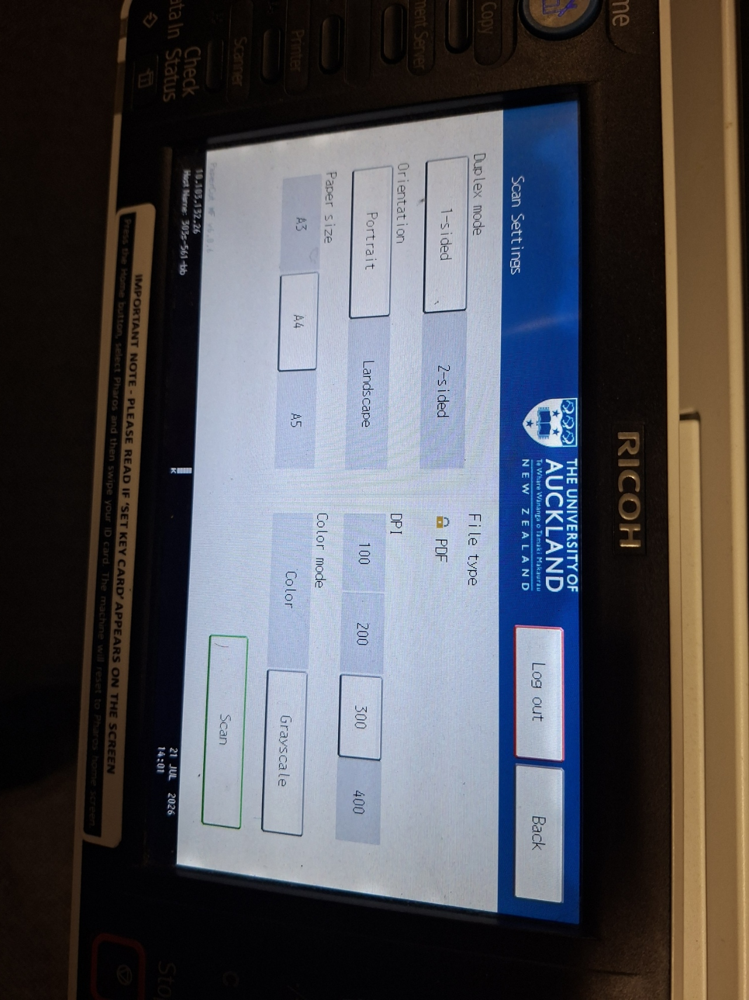 RICOH
me
Copy
ment Server
Printer
Scanner
Check
Status
ata In
Scan Settings
THE UNIVERSITY OF
AUCKLAND
Te Whare Wānanga o Tāmaki Makaurau
NEW ZEALAND
Log out
Back
Duplex mode
1-sided
2-sided
Orientation
Portrait
Landscape
Paper size
A3
A4
A5
File type
PDF
DPI
100
200
300
400
Color mode
Color
Grayscale
Scan
10.103.132.26
Host Name: 303s-561-bb
K
21 JUL 2026
14:01
Sto
C
IMPORTANT NOTE - PLEASE READ IF 'SET KEY CARD' APPEARS ON THE SCREEN
Press the Home button, select Pharos and then swipe your ID card. The machine will reset to Pharos home screen.